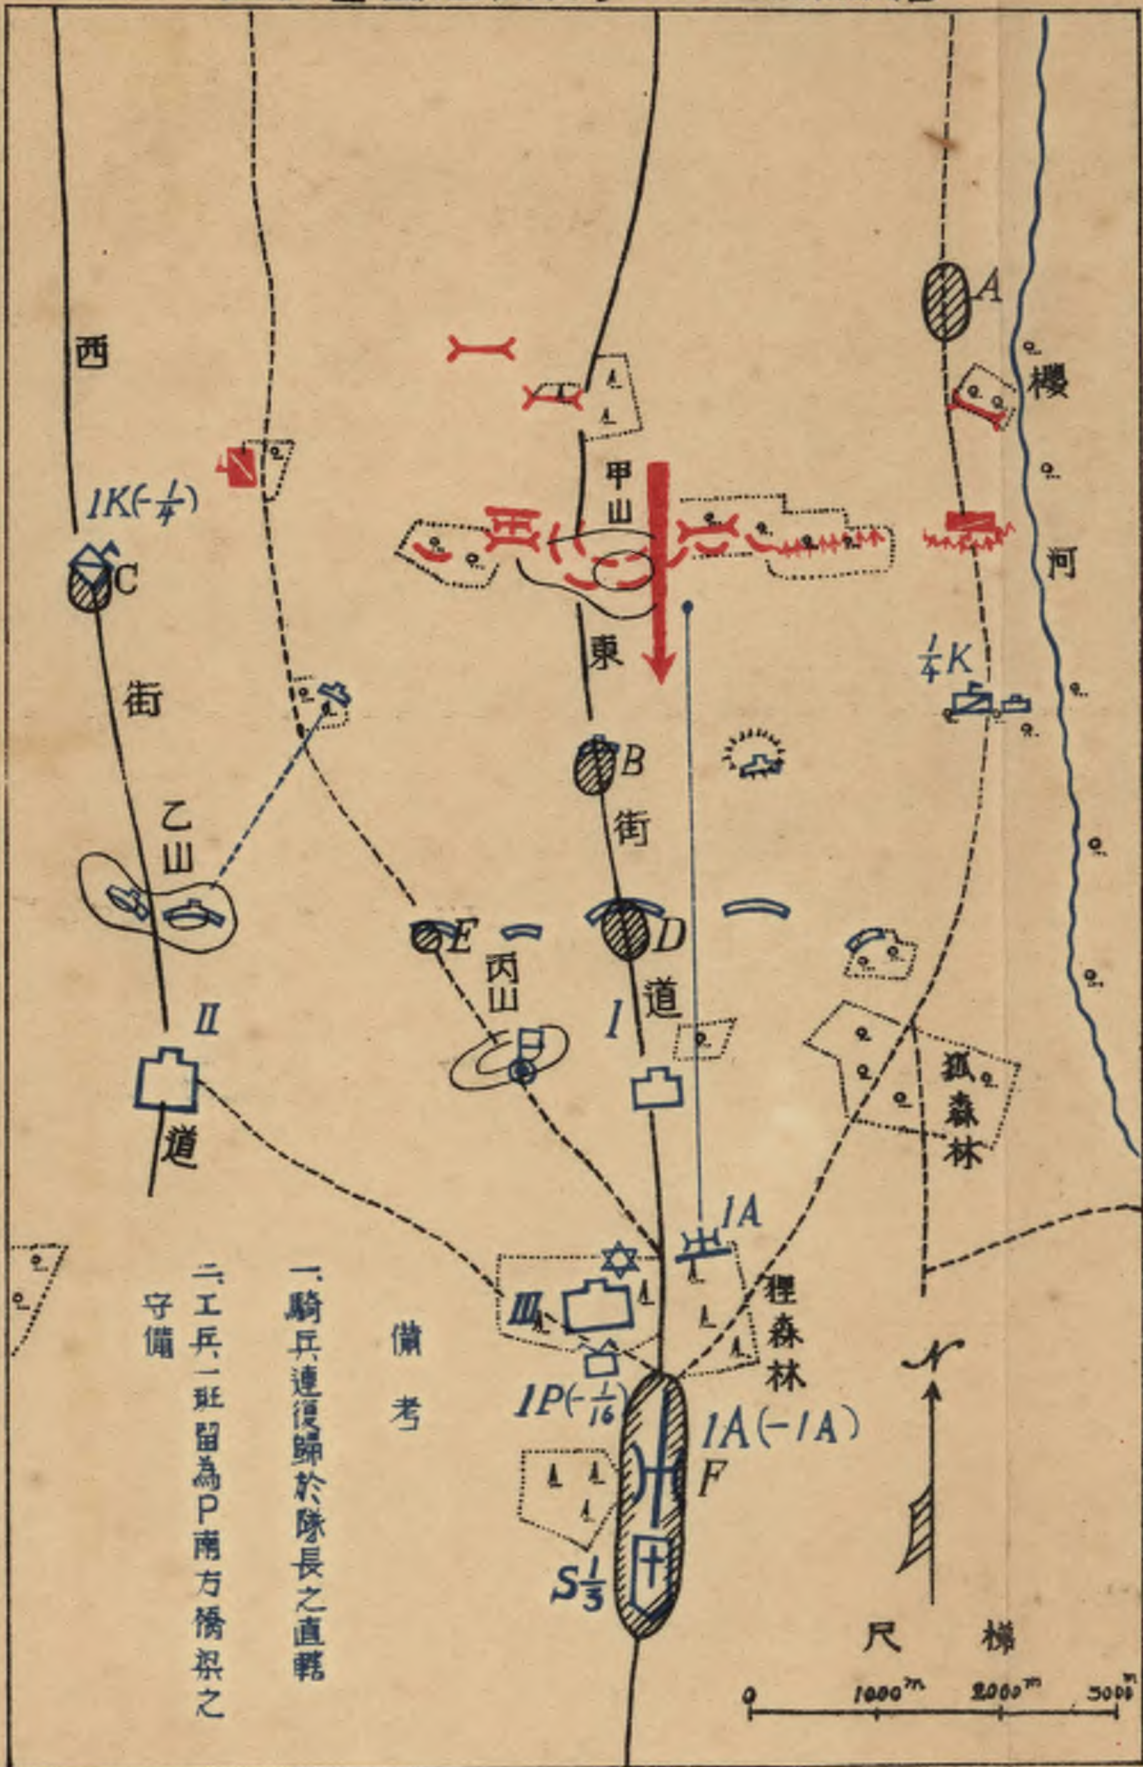 A
櫻河
西街道
甲山
1K(-1/4)
C
東街道
1/4K
B
乙山
E
D
丙山
II
I
狐森林
1A
III
狸森林
1P(-1/16)
1A(-1A)
F
S1/3
N
備考
一、騎兵連復歸於隊長之直轄
二、工兵一班留為P南方橋梁之
守備
梯尺
0 1000m 2000m 3000m